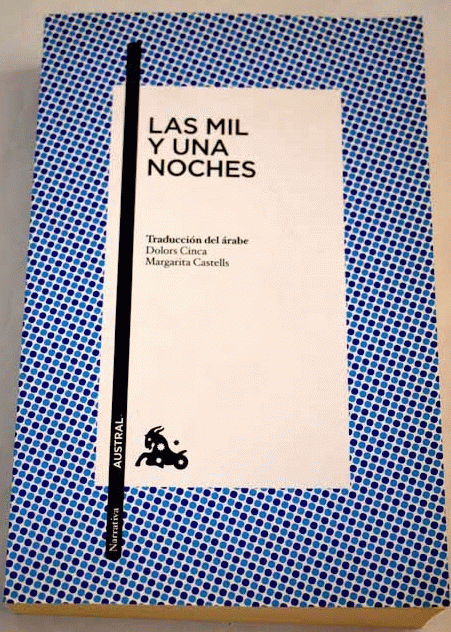 LAS MIL
Y UNA
NOCHES
Traducción del árabe
Dolors Cinca
Margarita Castells
AUSTRAL
Narrativa